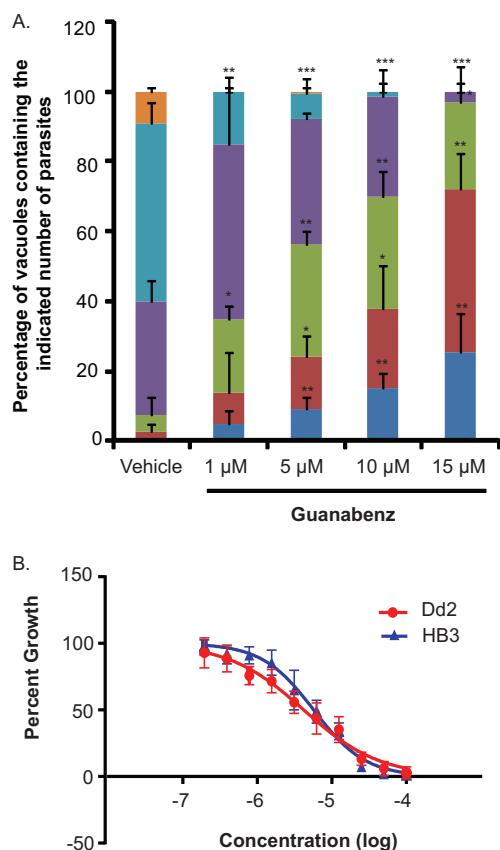 A.
Percentage of vacuoles containing the
indicated number of parasites
120
100
80
60
40
20
0
** *** *** ***
*
** **
* ** *
* ** **
**
Vehicle 1 µM 5 µM 10 µM 15 µM
Guanabenz
B.
Percent Growth
150
100
50
0
-50
Dd2
HB3
-7 -6 -5 -4
Concentration (log)